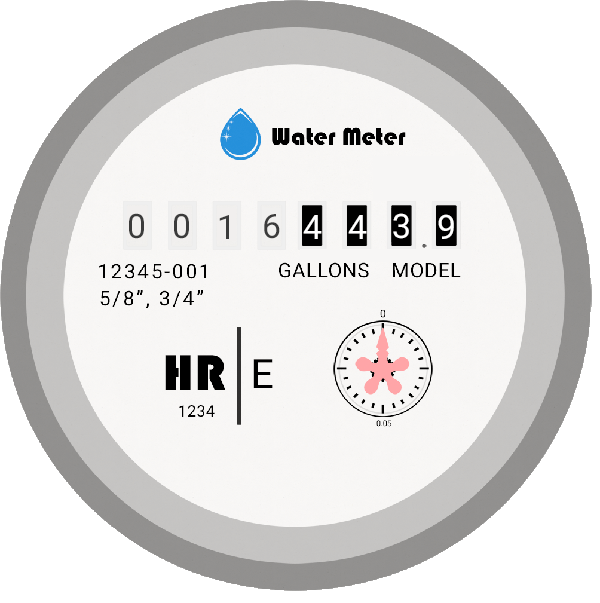 Water Meter
0 0 1 6 4 4 3 . 9
12345-001 GALLONS MODEL
5/8”, 3/4”
0
HR E
1234
0.05